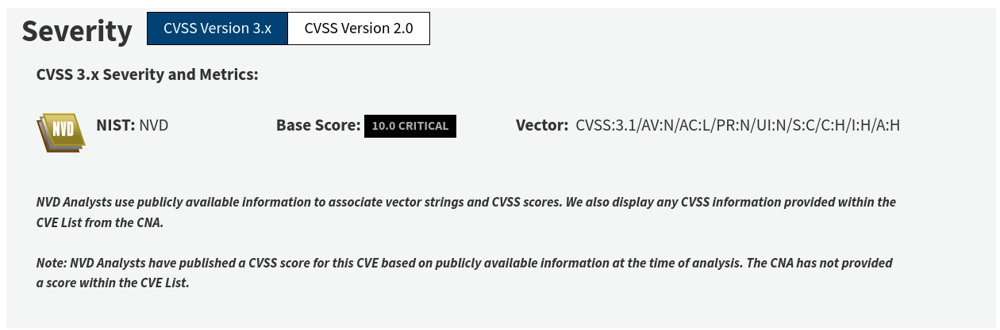 Severity CVSS Version 3.x CVSS Version 2.0
CVSS 3.x Severity and Metrics:
NVD NIST: NVD Base Score: 10.0 CRITICAL Vector: CVSS:3.1/AV:N/AC:L/PR:N/UI:N/S:C/C:H/I:H/A:H
NVD Analysts use publicly available information to associate vector strings and CVSS scores. We also display any CVSS information provided within the
CVE List from the CNA.
Note: NVD Analysts have published a CVSS score for this CVE based on publicly available information at the time of analysis. The CNA has not provided
a score within the CVE List.